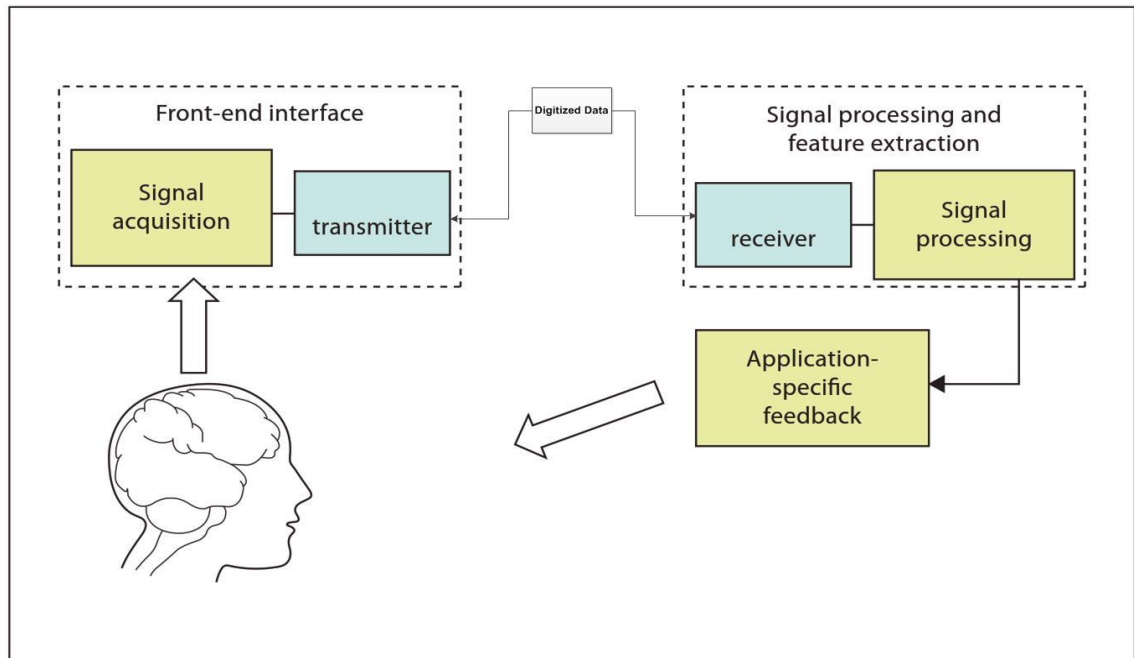 Front-end interface
Signal
acquisition
transmitter
Digitized Data
Signal processing and
feature extraction
receiver
Signal
processing
Application-
specific
feedback